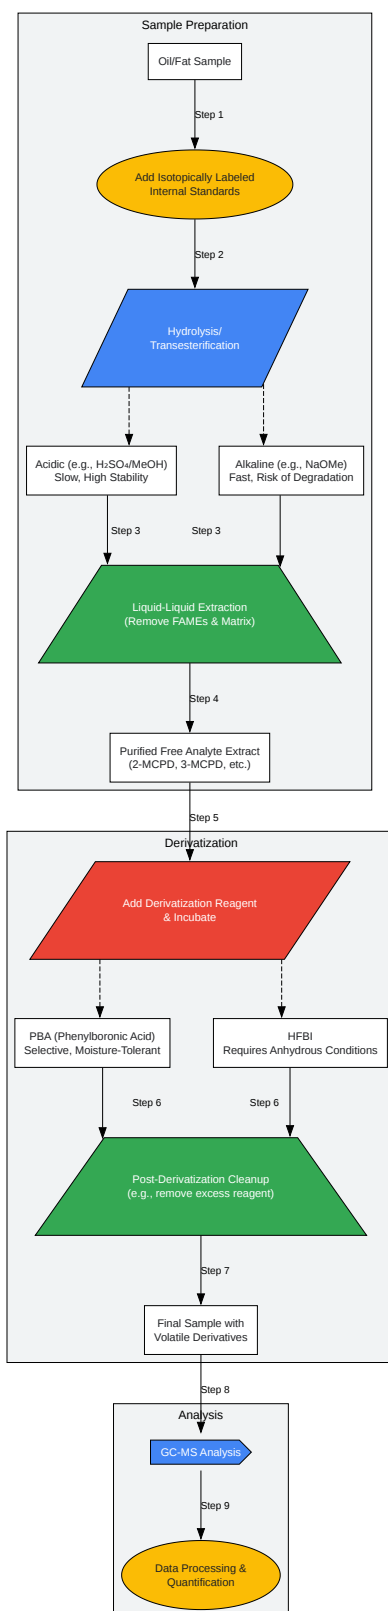 Sample Preparation
Oil/Fat Sample
Step 1
Add Isotopically Labeled
Internal Standards
Step 2
Hydrolysis/
Transesterification
Acidic (e.g., H₂SO₄/MeOH)
Slow, High Stability
Alkaline (e.g., NaOMe)
Fast, Risk of Degradation
Step 3
Step 3
Liquid-Liquid Extraction
(Remove FAMEs & Matrix)
Step 4
Purified Free Analyte Extract
(2-MCPD, 3-MCPD, etc.)
Step 5
Derivatization
Add Derivatization Reagent
& Incubate
PBA (Phenylboronic Acid)
Selective, Moisture-Tolerant
HFBI
Requires Anhydrous Conditions
Step 6
Step 6
Post-Derivatization Cleanup
(e.g., remove excess reagent)
Step 7
Final Sample with
Volatile Derivatives
Step 8
Analysis
GC-MS Analysis
Step 9
Data Processing &
Quantification